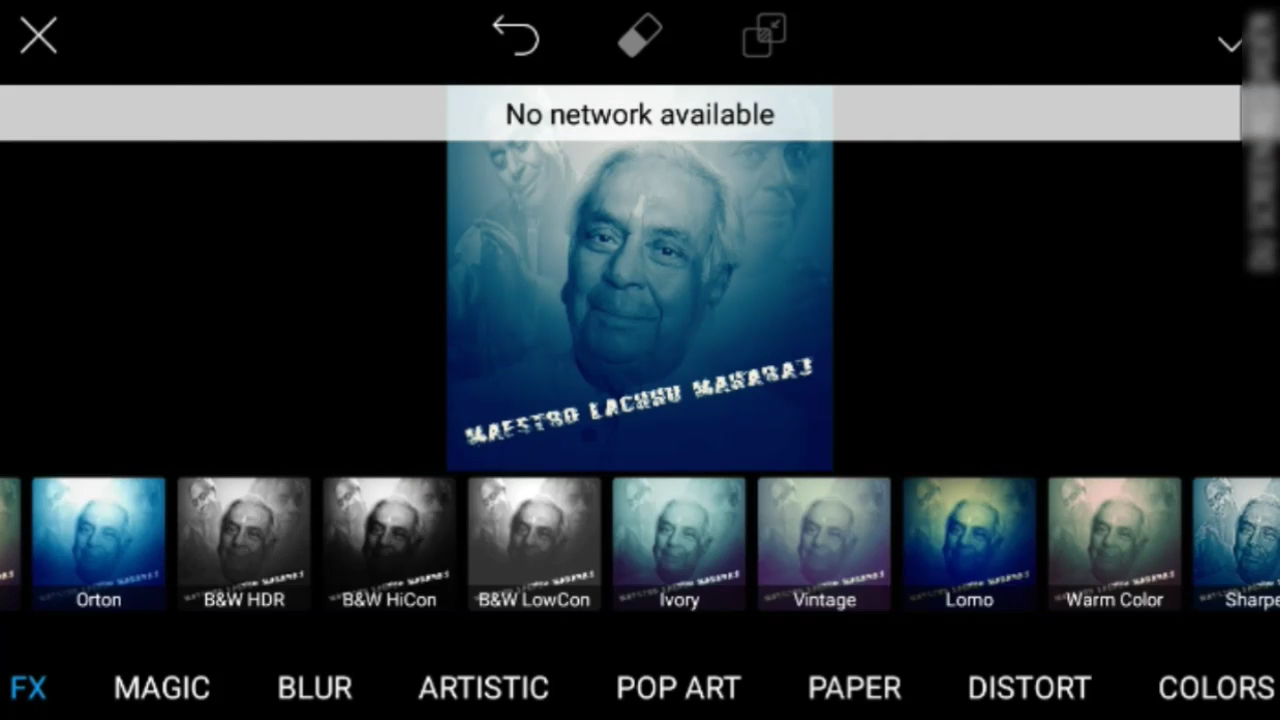 No network available
MAESTRO LACHHU MAHARAJ
Orton
B&W HDR
B&W HiCon
B&W LowCon
Ivory
Vintage
Lomo
Warm Color
Sharpe
FX
MAGIC
BLUR
ARTISTIC
POP ART
PAPER
DISTORT
COLORS